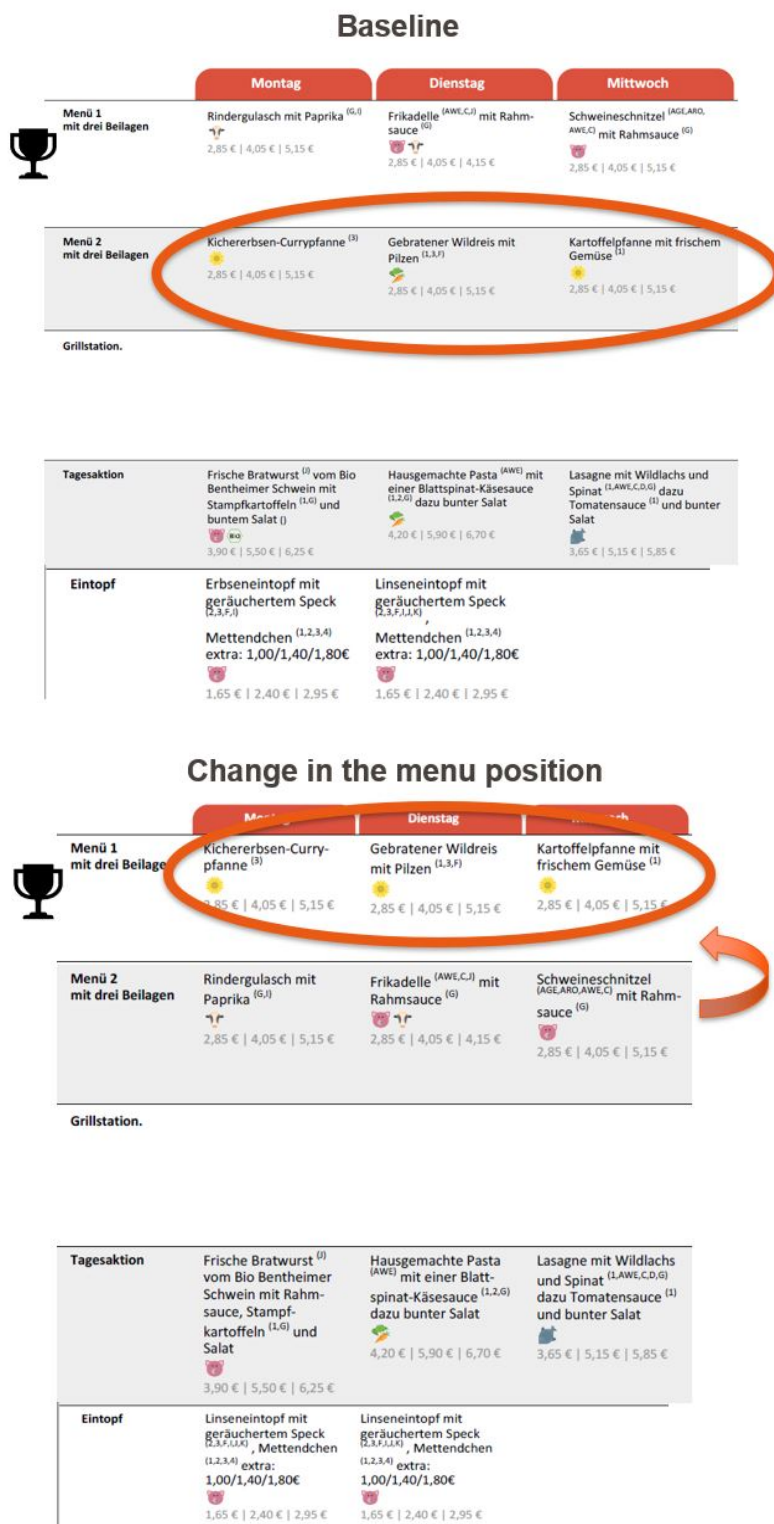 Baseline
Montag Dienstag Mittwoch
Menü 1
mit drei Beilagen
Rindergulasch mit Paprika (G,I)
2,85 € | 4,05 € | 5,15 €
Frikadelle (AWE,C,J) mit Rahm-
sauce (G)
2,85 € | 4,05 € | 4,15 €
Schweineschnitzel (AGE,ARO,
AWE,C) mit Rahmsauce (G)
2,85 € | 4,05 € | 5,15 €
Menü 2
mit drei Beilagen
Kichererbsen-Currypfanne (3)
2,85 € | 4,05 € | 5,15 €
Gebratener Wildreis mit
Pilzen (1,3,F)
2,85 € | 4,05 € | 5,15 €
Kartoffelpfanne mit frischem
Gemüse (1)
2,85 € | 4,05 € | 5,15 €
Grillstation.
Tagesaktion
Frische Bratwurst (J) vom Bio
Bentheimer Schwein mit
Stampfkartoffeln (1,G) und
buntem Salat ()
BIO
3,90 € | 5,50 € | 6,25 €
Hausgemachte Pasta (AWE) mit
einer Blattspinat-Käsesauce
(1,2,G) dazu bunter Salat
4,20 € | 5,90 € | 6,70 €
Lasagne mit Wildlachs und
Spinat (1,AWE,C,D,G) dazu
Tomatensauce (1) und bunter
Salat
3,65 € | 5,15 € | 5,85 €
Eintopf
Erbseneintopf mit
geräuchertem Speck
(2,3,F,I)
Mettendchen (1,2,3,4)
extra: 1,00/1,40/1,80€
1,65 € | 2,40 € | 2,95 €
Linseneintopf mit
geräuchertem Speck
(2,3,F,I,J,K) ,
Mettendchen (1,2,3,4)
extra: 1,00/1,40/1,80€
1,65 € | 2,40 € | 2,95 €
Change in the menu position
Dienstag
Menü 1
mit drei Beilagen
Kichererbsen-Curry-
pfanne (3)
2,85 € | 4,05 € | 5,15 €
Gebratener Wildreis
mit Pilzen (1,3,F)
2,85 € | 4,05 € | 5,15 €
Kartoffelpfanne mit
frischem Gemüse (1)
2,85 € | 4,05 € | 5,15 €
Menü 2
mit drei Beilagen
Rindergulasch mit
Paprika (G,I)
2,85 € | 4,05 € | 5,15 €
Frikadelle (AWE,C,J) mit
Rahmsauce (G)
2,85 € | 4,05 € | 4,15 €
Schweineschnitzel
(AGE,ARO,AWE,C) mit Rahm-
sauce (G)
2,85 € | 4,05 € | 5,15 €
Grillstation.
Tagesaktion
Frische Bratwurst (J)
vom Bio Bentheimer
Schwein mit Rahm-
sauce, Stampf-
kartoffeln (1,G) und
Salat
3,90 € | 5,50 € | 6,25 €
Hausgemachte Pasta
(AWE) mit einer Blatt-
spinat-Käsesauce (1,2,G)
dazu bunter Salat
4,20 € | 5,90 € | 6,70 €
Lasagne mit Wildlachs
und Spinat (1,AWE,C,D,G)
dazu Tomatensauce (1)
und bunter Salat
3,65 € | 5,15 € | 5,85 €
Eintopf
Linseneintopf mit
geräuchertem Speck
(2,3,F,I,J,K) , Mettendchen
(1,2,3,4) extra:
1,00/1,40/1,80€
1,65 € | 2,40 € | 2,95 €
Linseneintopf mit
geräuchertem Speck
(2,3,F,I,J,K) , Mettendchen
(1,2,3,4) extra:
1,00/1,40/1,80€
1,65 € | 2,40 € | 2,95 €